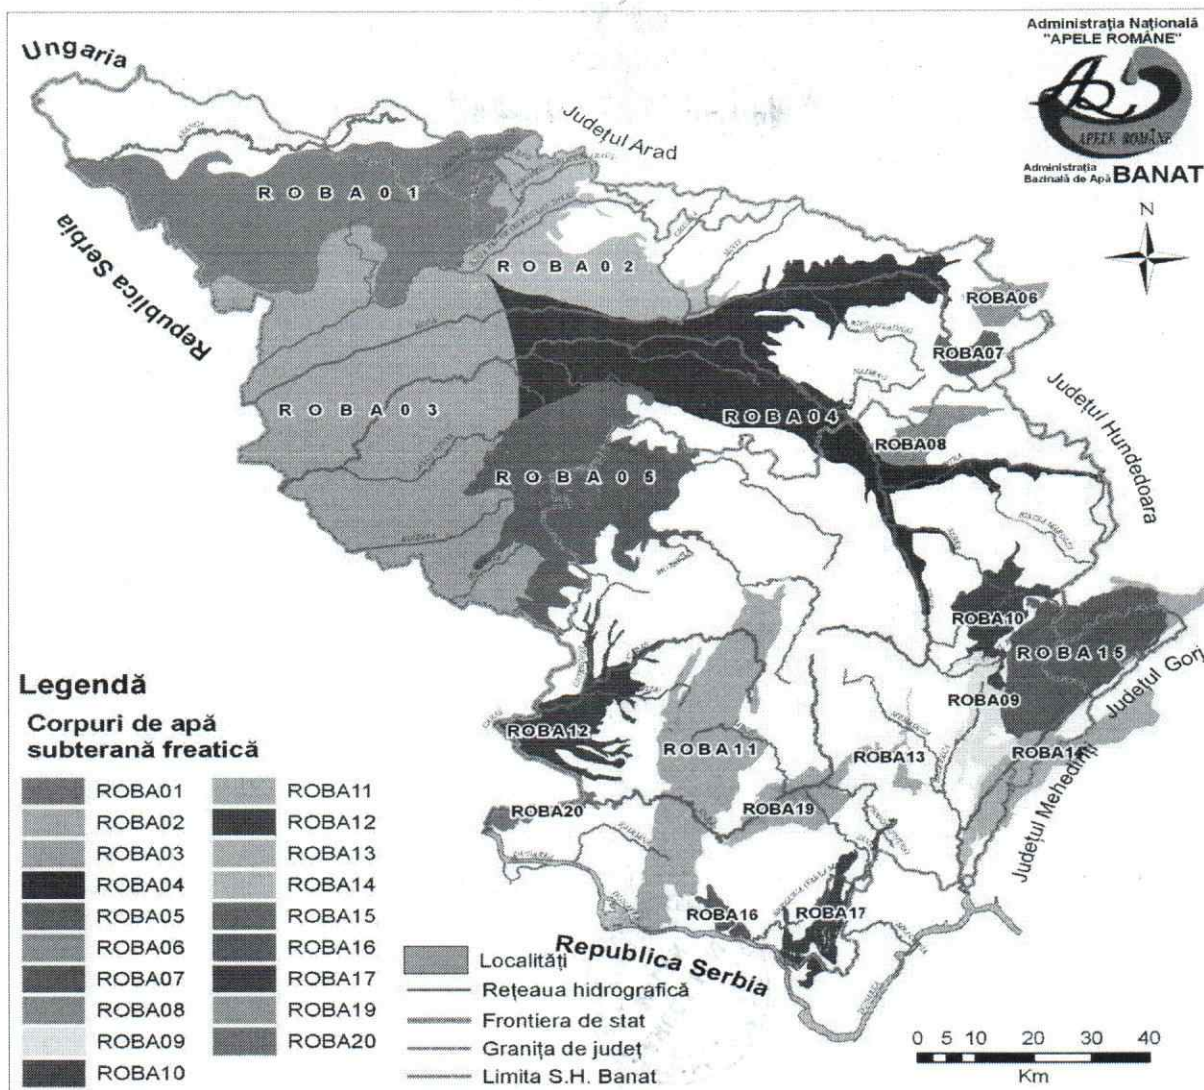 Ungaria
Administrația Națională
"APELE ROMÂNE"
APELE ROMÂNE
Administrația
Bazinală de Apă BANAT
N
Județul Arad
Republica Serbia
ROBA01
ROBA02
ROBA03
ROBA04
ROBA05
ROBA06
ROBA07
ROBA08
Județul Hundedoara
ROBA10
ROBA15
ROBA09
Județul Gorj
ROBA12
ROBA11
ROBA13
ROBA14
Județul Mehedinți
ROBA20
ROBA19
ROBA16
ROBA17
Republica Serbia
Legendă
Corpuri de apă
subterană freatică
ROBA01
ROBA02
ROBA03
ROBA04
ROBA05
ROBA06
ROBA07
ROBA08
ROBA09
ROBA10
ROBA11
ROBA12
ROBA13
ROBA14
ROBA15
ROBA16
ROBA17
ROBA19
ROBA20
Localități
Rețeaua hidrografică
Frontiera de stat
Granița de județ
Limita S.H. Banat
0 5 10 20 30 40
Km